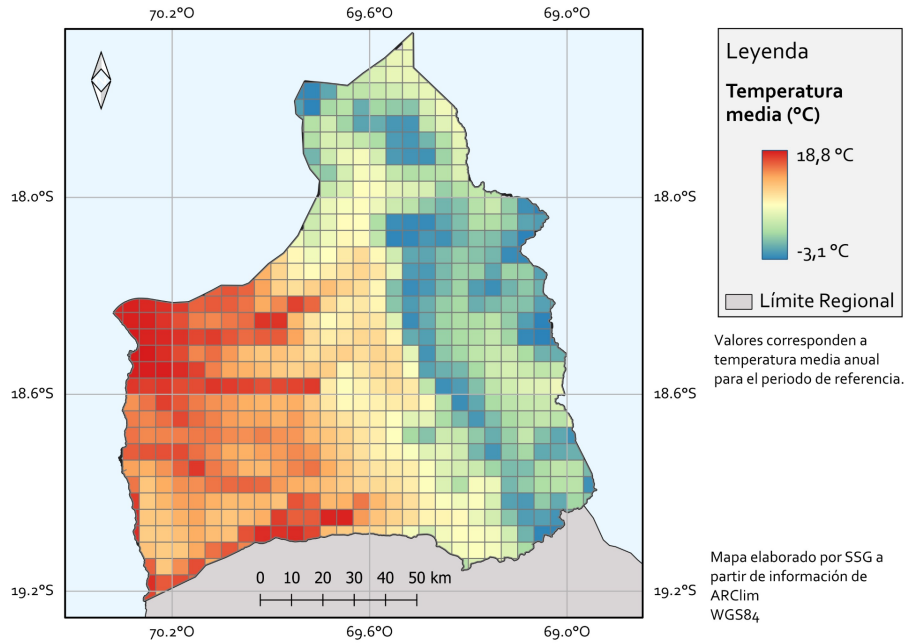 70.2°O 69.6°O 69.0°O
18.0°S 18.0°S
18.6°S 18.6°S
19.2°S 19.2°S
0 10 20 30 40 50 km
70.2°O 69.6°O 69.0°O
Leyenda
Temperatura
media (°C)
18,8 °C
-3,1 °C
Límite Regional
Valores corresponden a
temperatura media anual
para el periodo de referencia.
Mapa elaborado por SSG a
partir de información de
ARClim
WGS84